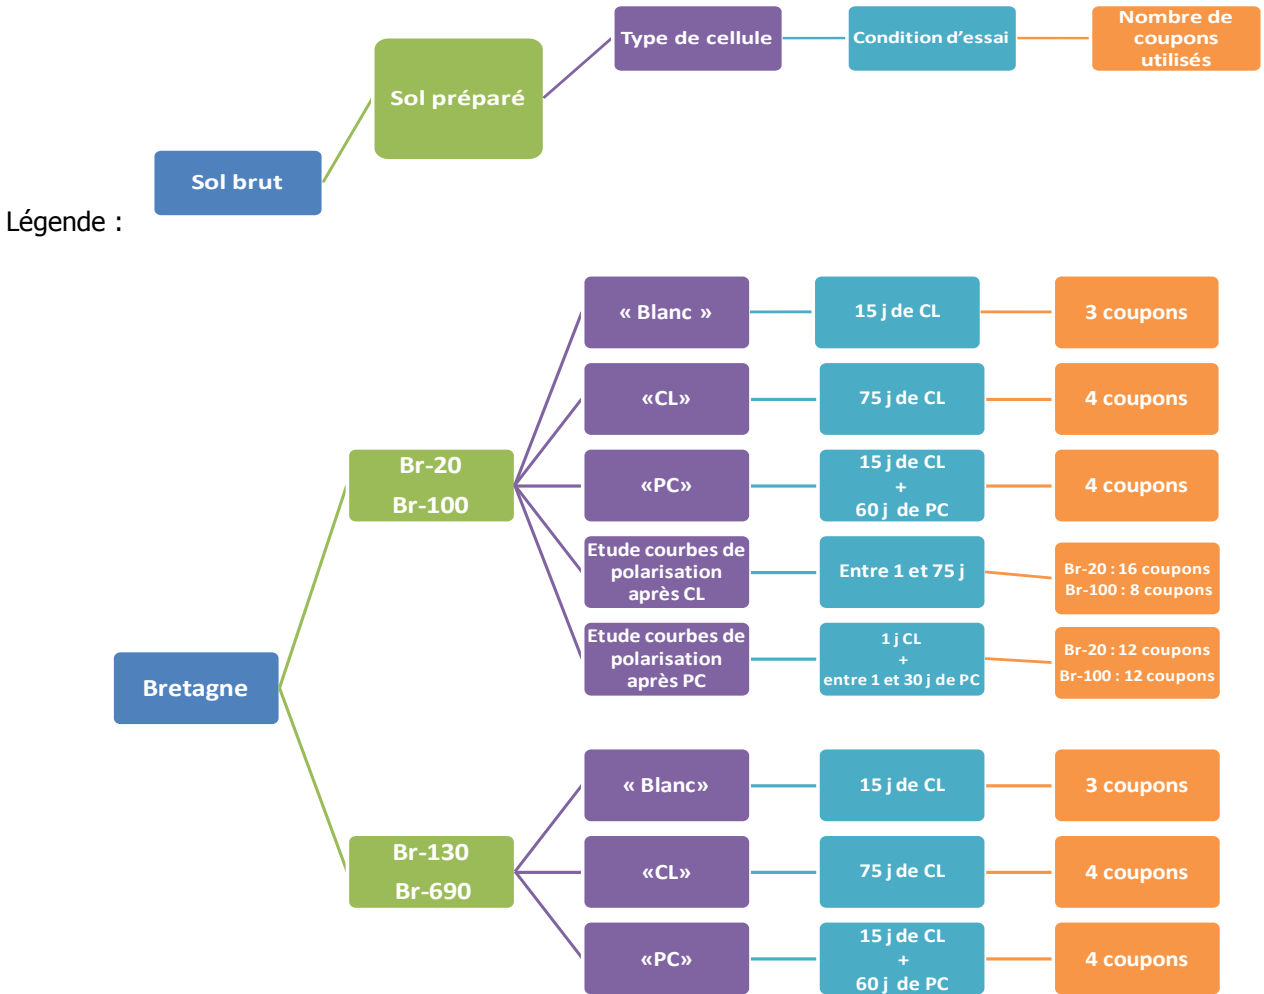 Type de cellule
Condition d'essai
Nombre de
coupons
utilisés
Sol préparé
Sol brut
Légende :
« Blanc »
15 j de CL
3 coupons
«CL»
75 j de CL
4 coupons
Br-20
Br-100
«PC»
15 j de CL
+
60 j de PC
4 coupons
Etude courbes de
polarisation
après CL
Entre 1 et 75 j
Br-20 : 16 coupons
Br-100 : 8 coupons
Etude courbes de
polarisation
après PC
1 j CL
+
entre 1 et 30 j de PC
Br-20 : 12 coupons
Br-100 : 12 coupons
Bretagne
« Blanc»
15 j de CL
3 coupons
Br-130
Br-690
«CL»
75 j de CL
4 coupons
«PC»
15 j de CL
+
60 j de PC
4 coupons